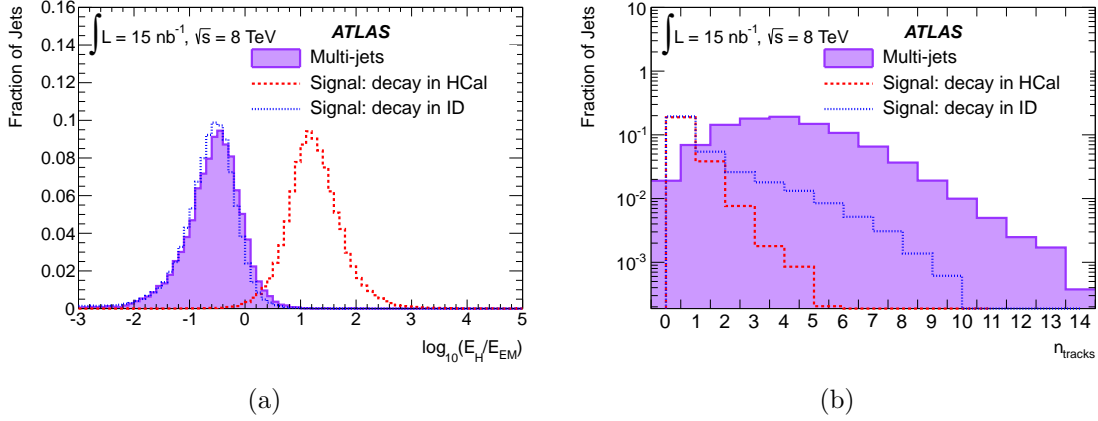 Fraction of Jets
0.16
0.14
0.12
0.1
0.08
0.06
0.04
0.02
0
∫L = 15 nb⁻¹, √s = 8 TeV
ATLAS
Multi-jets
Signal: decay in HCal
Signal: decay in ID
-3 -2 -1 0 1 2 3 4 5
log₁₀(E_H/E_EM)
(a)
Fraction of Jets
10
1
10⁻¹
10⁻²
10⁻³
∫L = 15 nb⁻¹, √s = 8 TeV
ATLAS
Multi-jets
Signal: decay in HCal
Signal: decay in ID
0 1 2 3 4 5 6 7 8 9 10 11 12 13 14
n_tracks
(b)